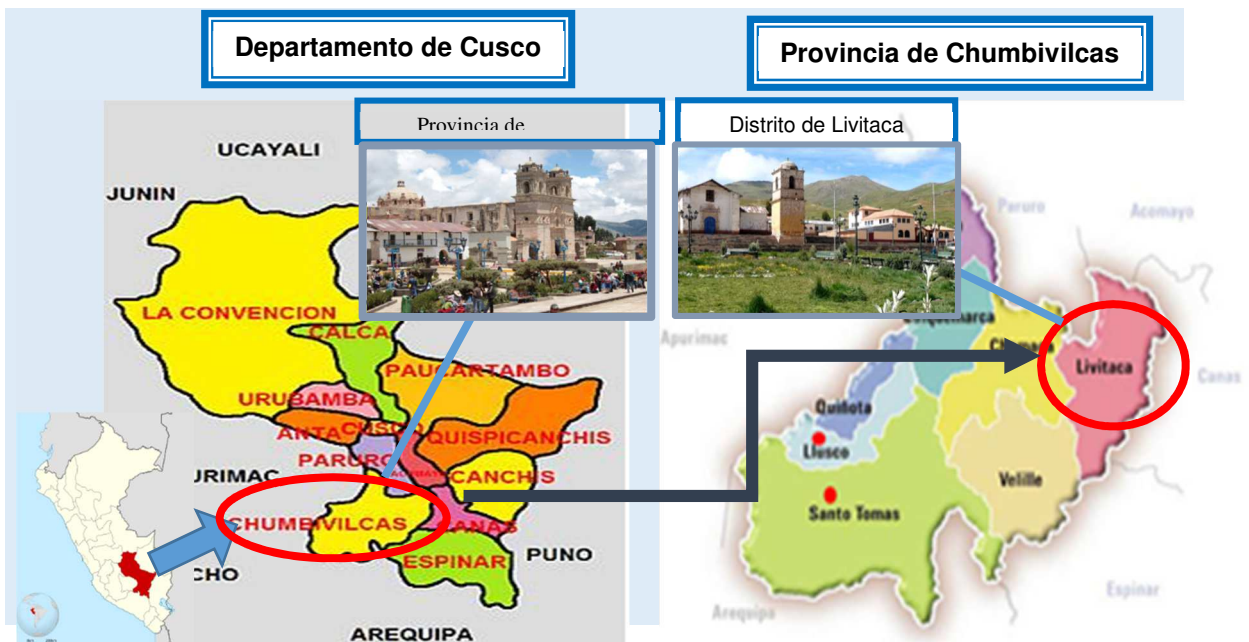 Departamento de Cusco
Provincia de Chumbivilcas
Provincia de
Distrito de Livitaca
UCAYALI
JUNIN
LA CONVENCION
CALCA
PAUCARTAMBO
URUBAMBA
ANTA
CUSCO
QUISPICANCHIS
PARURO
CANCHIS
URIMAC
CHUMBIVILCAS
CANAS
ESPINAR
PUNO
CHO
AREQUIPA
Paruro
Acomayo
Apurimac
Livitaca
Canas
Quiñota
Llusco
Velille
Santo Tomas
Espinar
Arequipa